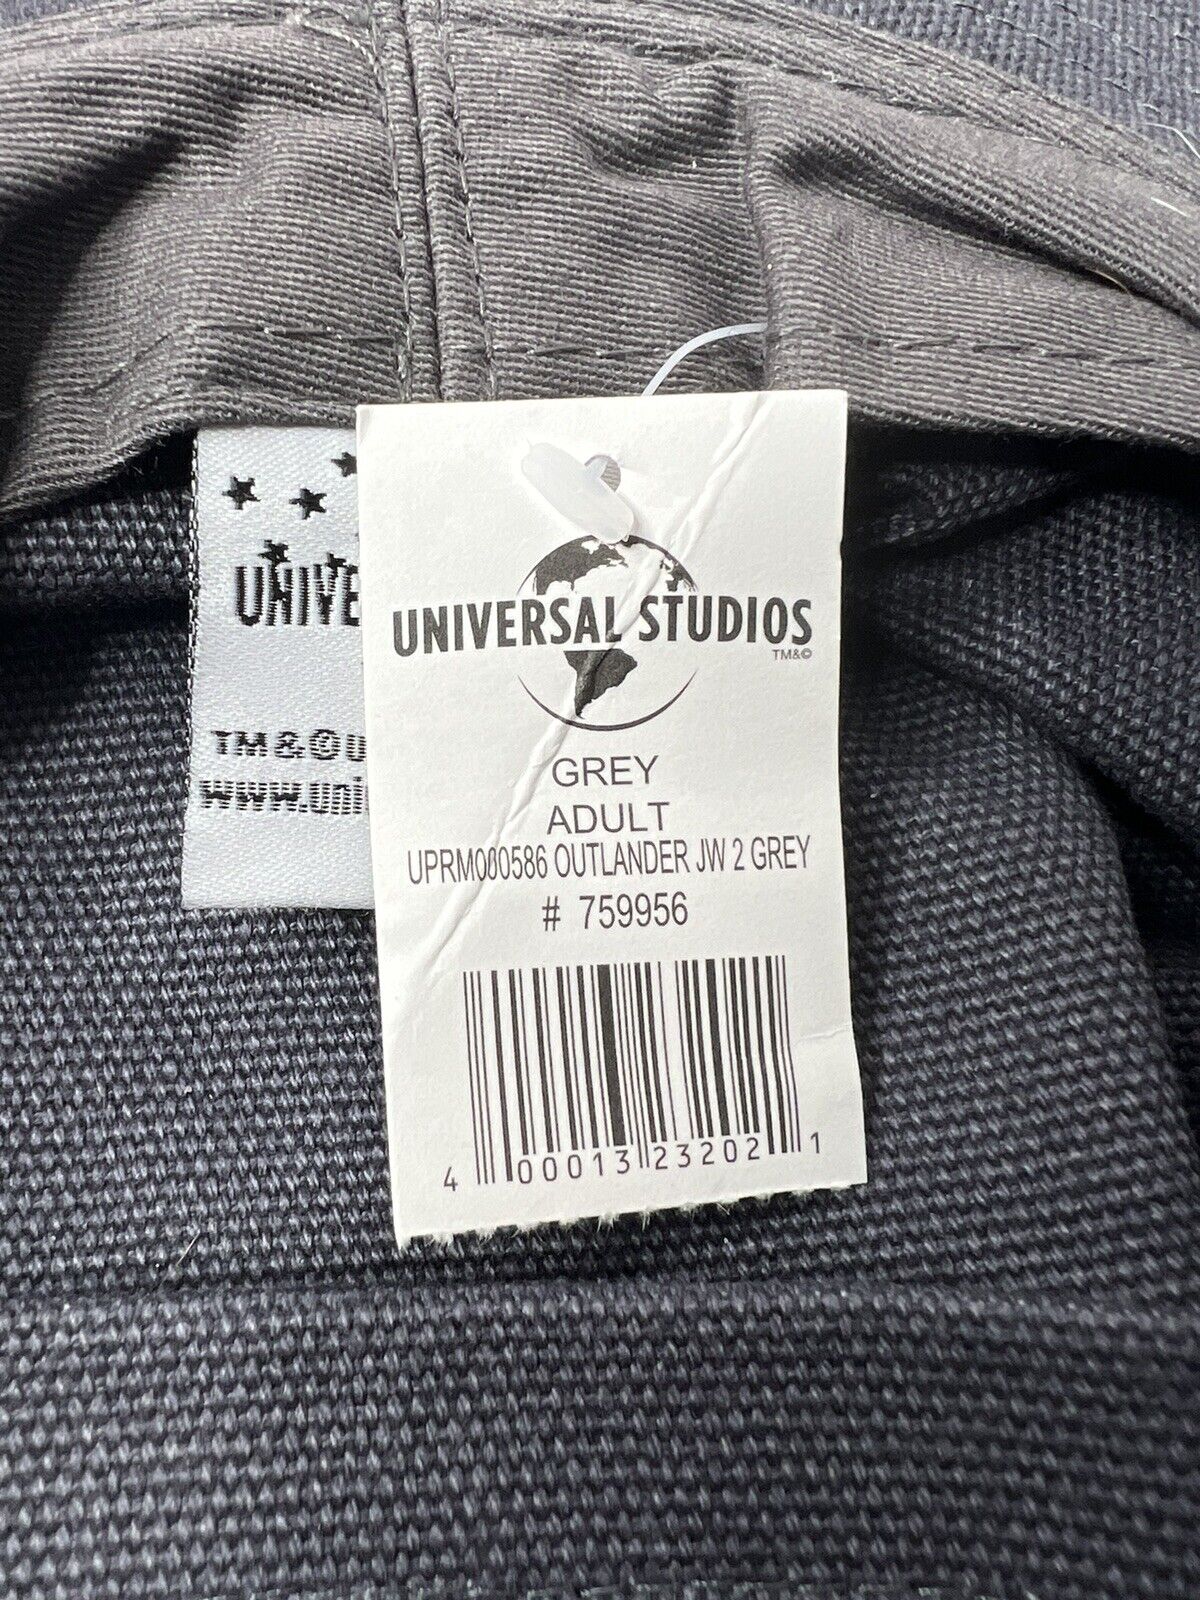 UNIVERSAL STUDIOS
TM&©
GREY
ADULT
UPRM000586 OUTLANDER JW 2 GREY
# 759956
4 00013 23202 1
UNIVE
TM&©U
www.uni